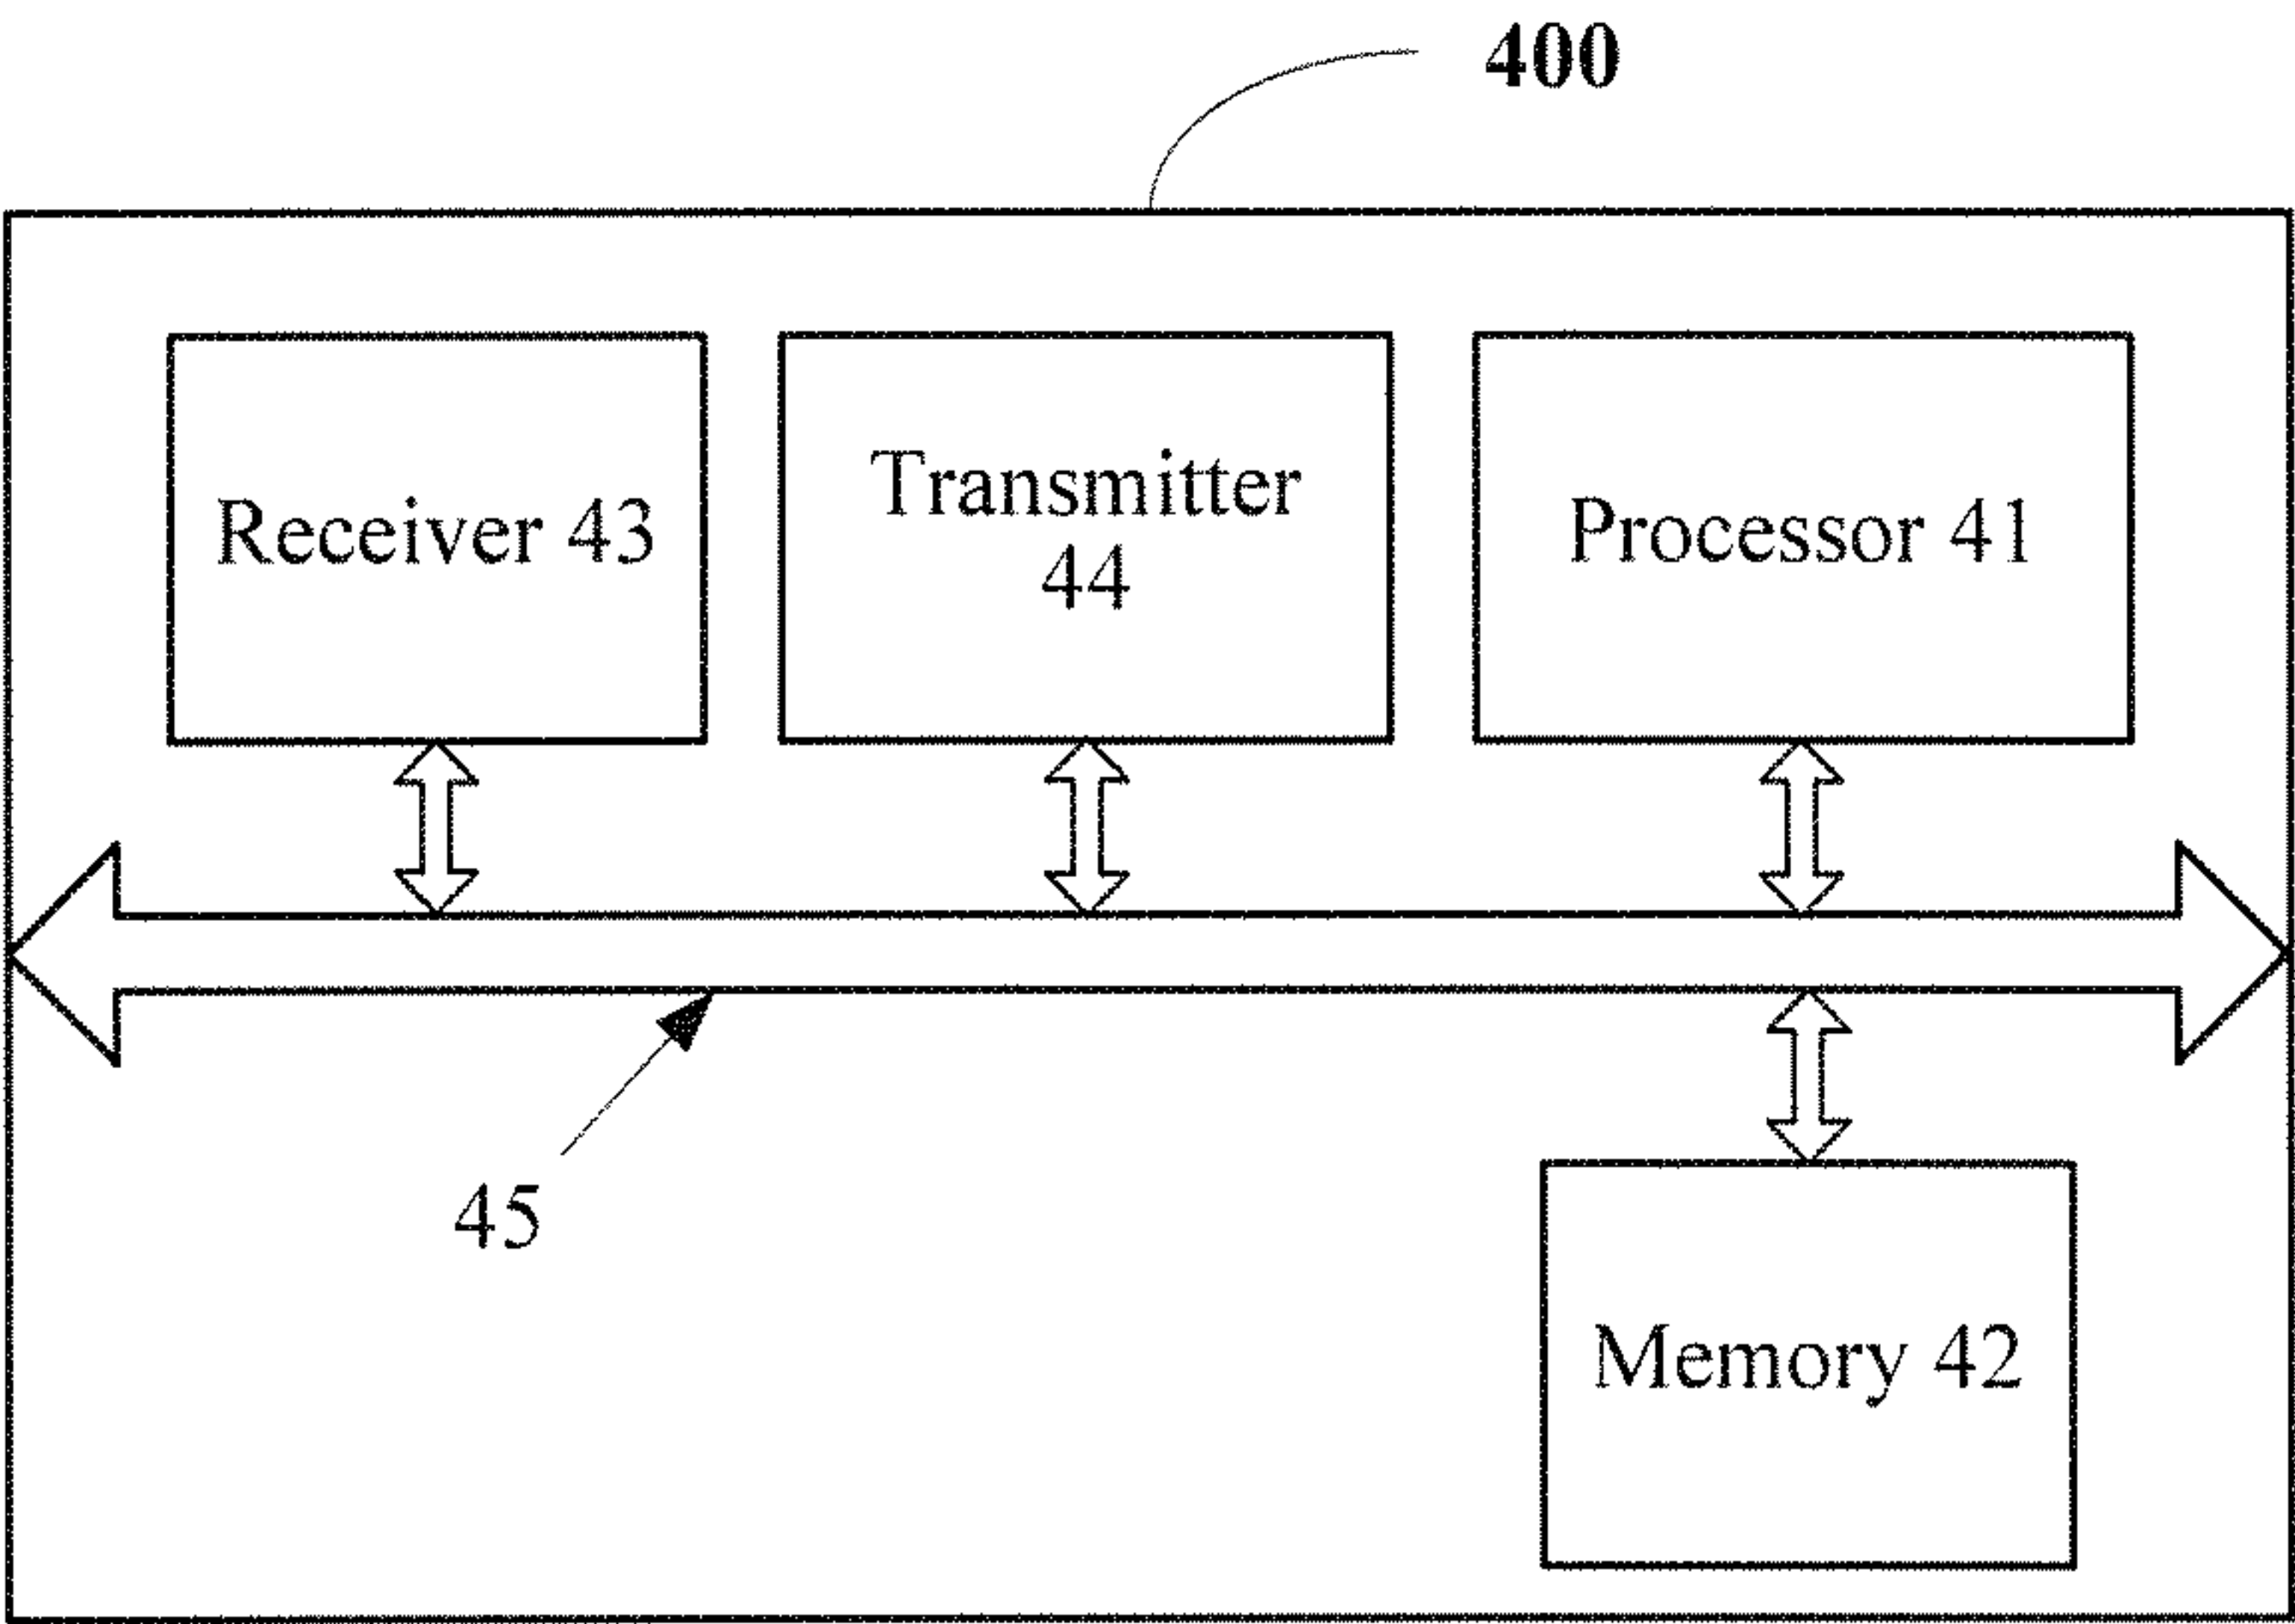 400
Receiver 43
Transmitter
44
Processor 41
45
Memory 42